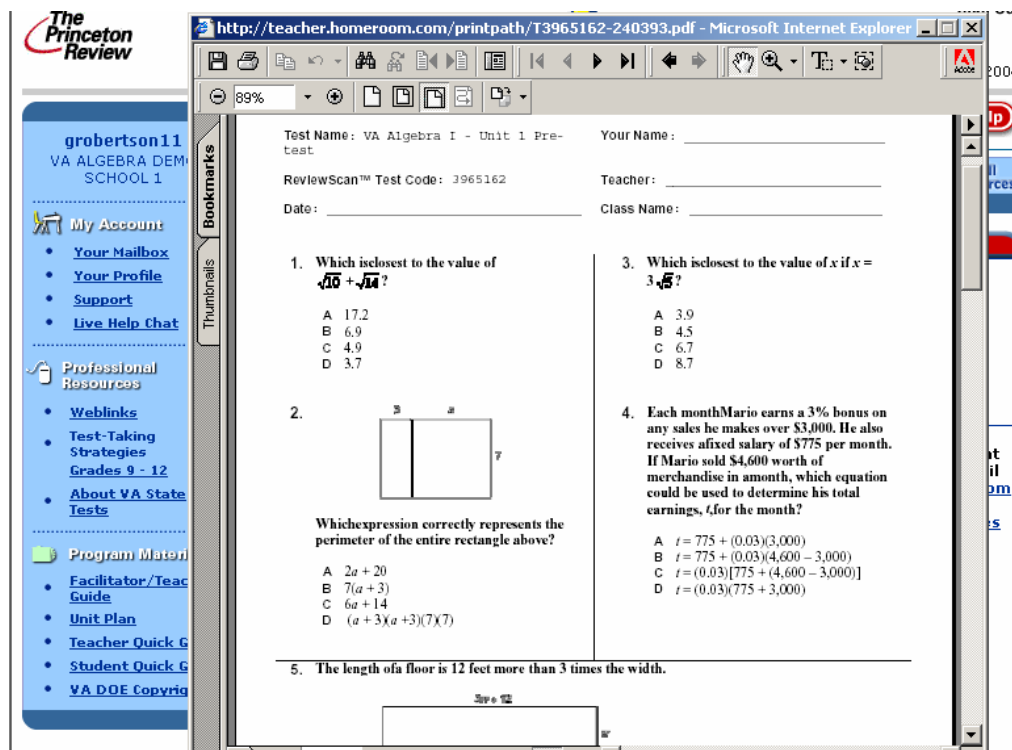 The
Princeton
Review
http://teacher.homeroom.com/printpath/T3965162-240393.pdf - Microsoft Internet Explorer
Adobe
200
89%
lp
grobertson11
VA ALGEBRA DEM
SCHOOL 1
My Account
Your Mailbox
Your Profile
Support
Live Help Chat
Professional
Resources
Weblinks
Test-Taking
Strategies
Grades 9 - 12
About VA State
Tests
Program Materi
Facilitator/Teac
Guide
Unit Plan
Teacher Quick G
Student Quick G
VA DOE Copyrig
Bookmarks
Thumbnails
Test Name: VA Algebra I - Unit 1 Pre-
test
Your Name:
ReviewScan™ Test Code: 3965162
Teacher:
Date:
Class Name:
1. Which isclosest to the value of
√10 + √14?
A 17.2
B 6.9
C 4.9
D 3.7
2.
3 a
7
Whichexpression correctly represents the
perimeter of the entire rectangle above?
A 2a + 20
B 7(a + 3)
C 6a + 14
D (a + 3)(a +3)(7)(7)
3. Which isclosest to the value of x if x =
3√5?
A 3.9
B 4.5
C 6.7
D 8.7
4. Each monthMario earns a 3% bonus on
any sales he makes over $3,000. He also
receives afixed salary of $775 per month.
If Mario sold $4,600 worth of
merchandise in amonth, which equation
could be used to determine his total
earnings, t,for the month?
A t = 775 + (0.03)(3,000)
B t = 775 + (0.03)(4,600 – 3,000)
C t = (0.03)[775 + (4,600 – 3,000)]
D t = (0.03)(775 + 3,000)
5. The length ofa floor is 12 feet more than 3 times the width.
3w + 12
w